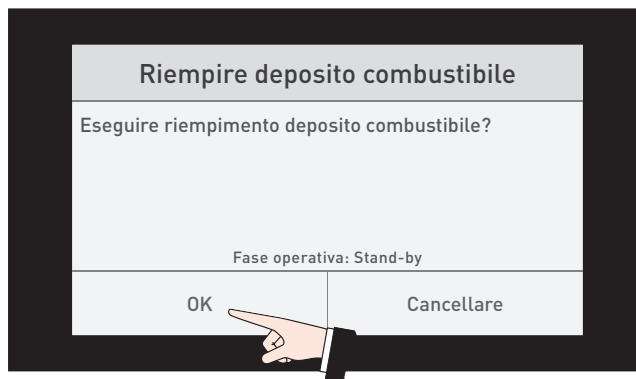 Riempire deposito combustibile
Eseguire riempimento deposito combustibile?
Fase operativa: Stand-by
OK
Cancellare